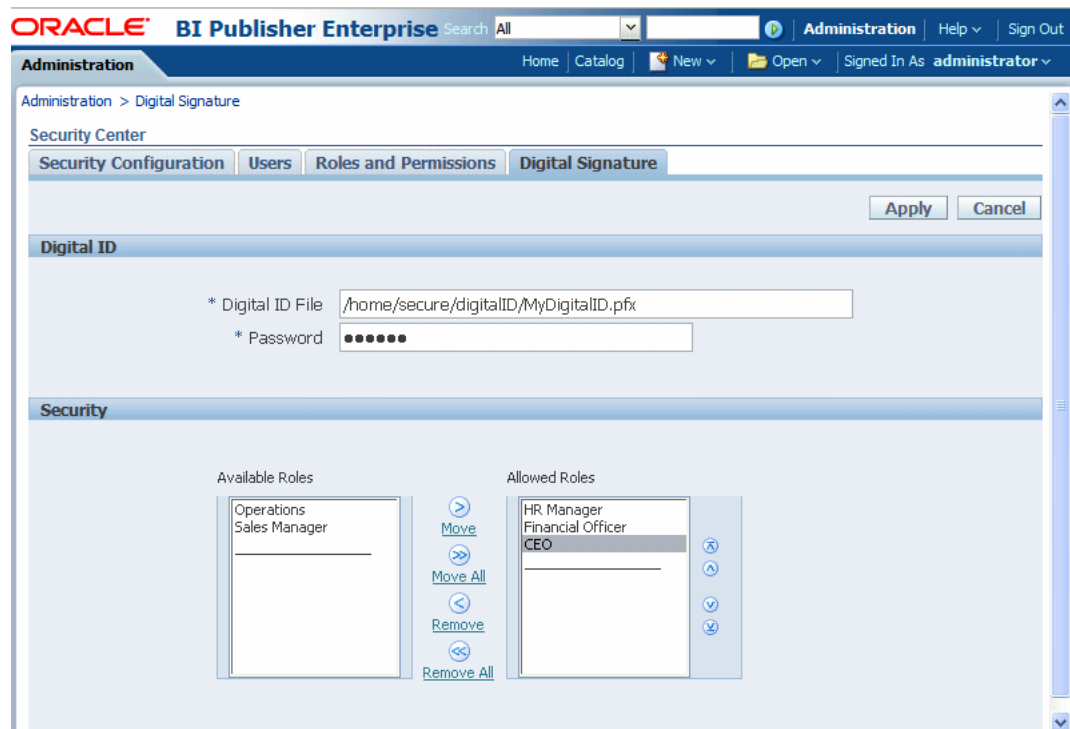 ORACLE BI Publisher Enterprise Search All Administration Help Sign Out
Administration Home Catalog New Open Signed In As administrator
Administration > Digital Signature
Security Center
Security Configuration Users Roles and Permissions Digital Signature
Apply Cancel
Digital ID
* Digital ID File /home/secure/digitalID/MyDigitalID.pfx
* Password ●●●●●●
Security
Available Roles Allowed Roles
Operations HR Manager
Sales Manager Financial Officer
CEO
Move
Move All
Remove
Remove All